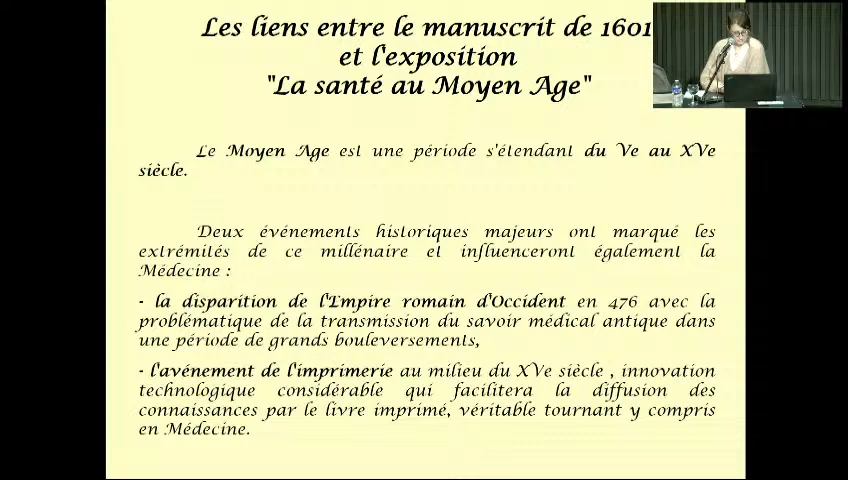 Les liens entre le manuscrit de 1601
et l'exposition
"La santé au Moyen Age"
Le Moyen Age est une période s'étendant du Ve au XVe
siècle.
Deux événements historiques majeurs ont marqué les
extrémités de ce millénaire et influenceront également la
Médecine :
- la disparition de l'Empire romain d'Occident en 476 avec la
problématique de la transmission du savoir médical antique dans
une période de grands bouleversements,
- l'avénement de l'imprimerie au milieu du XVe siècle , innovation
technologique considérable qui facilitera la diffusion des
connaissances par le livre imprimé, véritable tournant y compris
en Médecine.